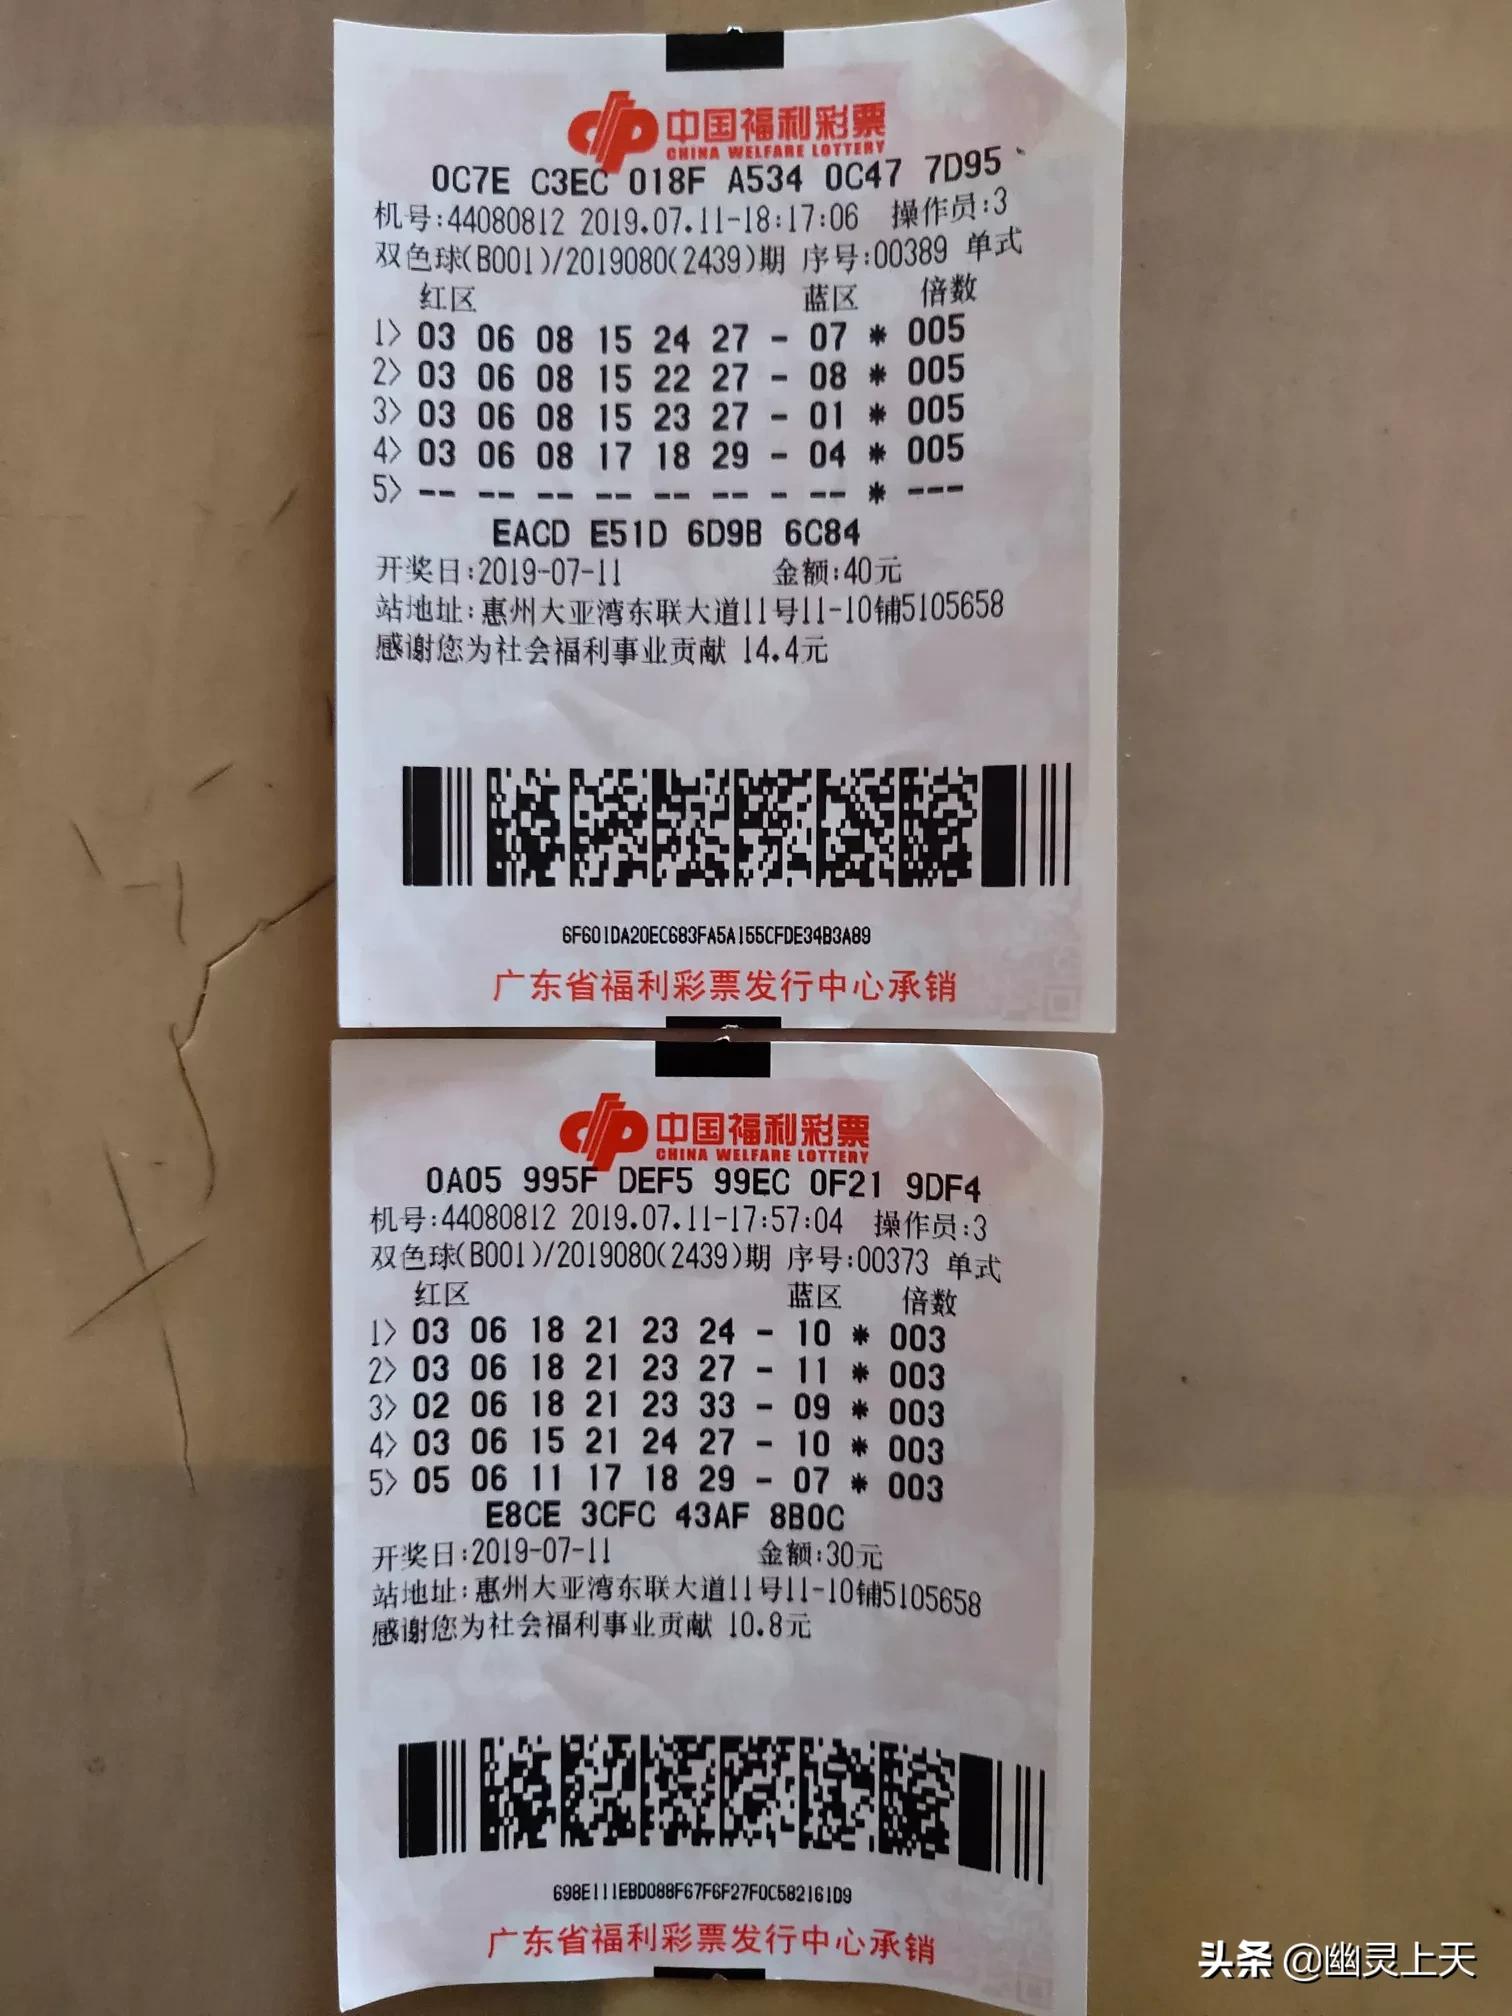 中国福利彩票
CHINA WELFARE LOTTERY
0C7E C3EC 018F A534 0C47 7D95
机号:44080812 2019.07.11-18:17:06 操作员:3
双色球(B001)/2019080(2439)期 序号:00389 单式
红区 蓝区 倍数
1> 03 06 08 15 24 27 - 07 * 005
2> 03 06 08 15 22 27 - 08 * 005
3> 03 06 08 15 23 27 - 01 * 005
4> 03 06 08 17 18 29 - 04 * 005
5> -- -- -- -- -- -- - -- * ---
EACD E51D 6D9B 6C84
开奖日:2019-07-11 金额:40元
站地址:惠州大亚湾东联大道11号11-10铺5105658
感谢您为社会福利事业贡献 14.4元
6F601DA20EC683FA5A155CFDE34B3A89
广东省福利彩票发行中心承销
中国福利彩票
CHINA WELFARE LOTTERY
0A05 995F DEF5 99EC 0F21 9DF4
机号:44080812 2019.07.11-17:57:04 操作员:3
双色球(B001)/2019080(2439)期 序号:00373 单式
红区 蓝区 倍数
1> 03 06 18 21 23 24 - 10 * 003
2> 03 06 18 21 23 27 - 11 * 003
3> 02 06 18 21 23 33 - 09 * 003
4> 03 06 15 21 24 27 - 10 * 003
5> 05 06 11 17 18 29 - 07 * 003
E8CE 3CFC 43AF 8B0C
开奖日:2019-07-11 金额:30元
站地址:惠州大亚湾东联大道11号11-10铺5105658
感谢您为社会福利事业贡献 10.8元
698E111EBD088F67F6F27F0C582161D9
广东省福利彩票发行中心承销
头条 @幽灵上天